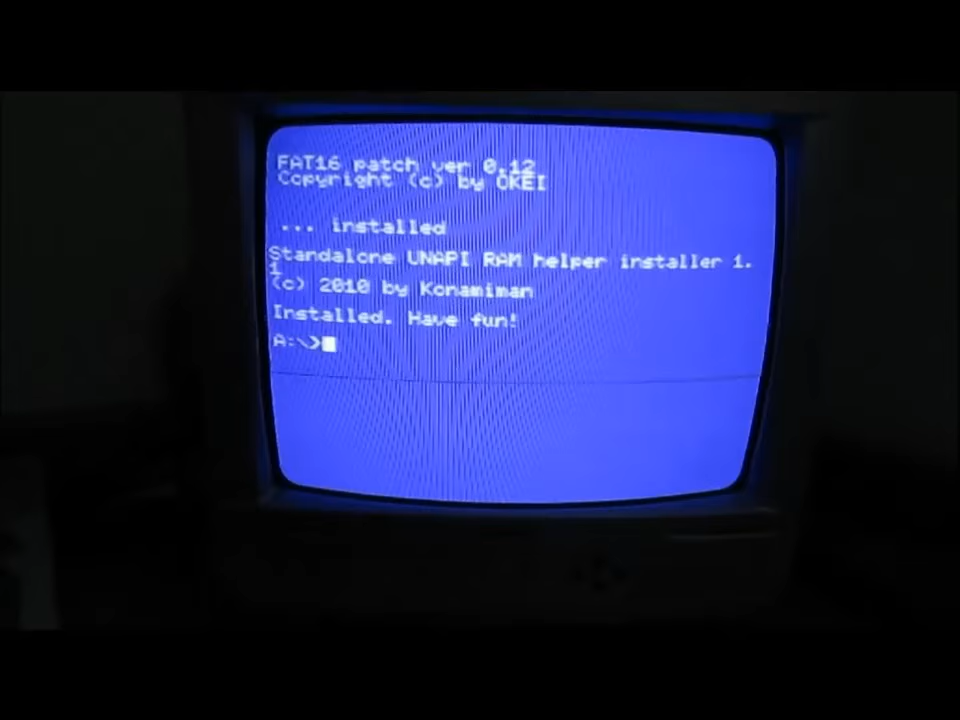 FAT16 patch ver 0.12
Copyright (c) by OKEI
... installed
Standalone UNAPI RAM helper installer 1.
1
(c) 2010 by Konamiman
Installed. Have fun!
A:\>